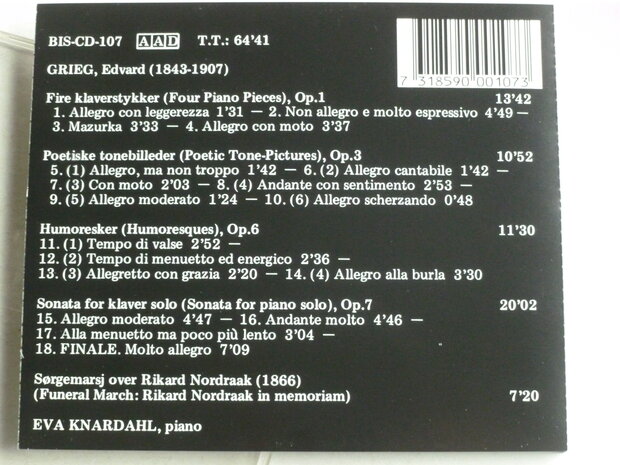 BIS-CD-107 AAD T.T.: 64'41
GRIEG, Edvard (1843-1907)
7 318590 001073
Fire klaverstykker (Four Piano Pieces), Op.1 13'42
1. Allegro con leggerezza 1'31 — 2. Non allegro e molto espressivo 4'49 —
3. Mazurka 3'33 — 4. Allegro con moto 3'37
Poetiske tonebilleder (Poetic Tone-Pictures), Op.3 10'52
5. (1) Allegro, ma non troppo 1'42 — 6. (2) Allegro cantabile 1'42 —
7. (3) Con moto 2'03 — 8. (4) Andante con sentimento 2'53 —
9. (5) Allegro moderato 1'24 — 10. (6) Allegro scherzando 0'48
Humoresker (Humoresques), Op.6 11'30
11. (1) Tempo di valse 2'52 —
12. (2) Tempo di menuetto ed energico 2'36 —
13. (3) Allegretto con grazia 2'20 — 14. (4) Allegro alla burla 3'30
Sonata for klaver solo (Sonata for piano solo), Op.7 20'02
15. Allegro moderato 4'47 — 16. Andante molto 4'46 —
17. Alla menuetto ma poco più lento 3'04 —
18. FINALE. Molto allegro 7'09
Sørgemarsj over Rikard Nordraak (1866)
(Funeral March: Rikard Nordraak in memoriam) 7'20
EVA KNARDAHL, piano